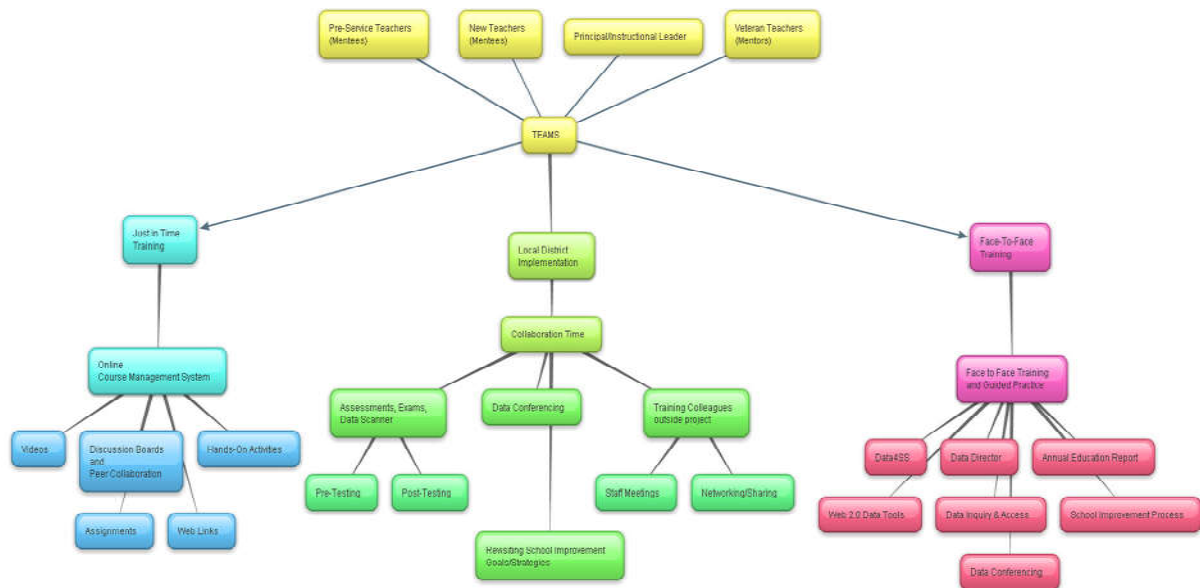 Pre-Service Teachers
(Mentees)
New Teachers
(Mentees)
Principal/Instructional Leader
Veteran Teachers
(Mentors)
TEAMS
Just in Time
Training
Local District
Implementation
Face-To-Face
Training
Collaboration Time
Online
Course Management System
Face to Face Training
and Guided Practice
Assessments, Exams,
Data Scanner
Data Conferencing
Training Colleagues
outside project
Videos
Discussion Boards
and
Peer Collaboration
Hands-On Activities
Data4SS
Data Director
Annual Education Report
Pre-Testing
Post-Testing
Staff Meetings
Networking/Sharing
Web 2.0 Data Tools
Data Inquiry & Access
School Improvement Process
Assignments
Web Links
Revisiting School Improvement
Goals/Strategies
Data Conferencing